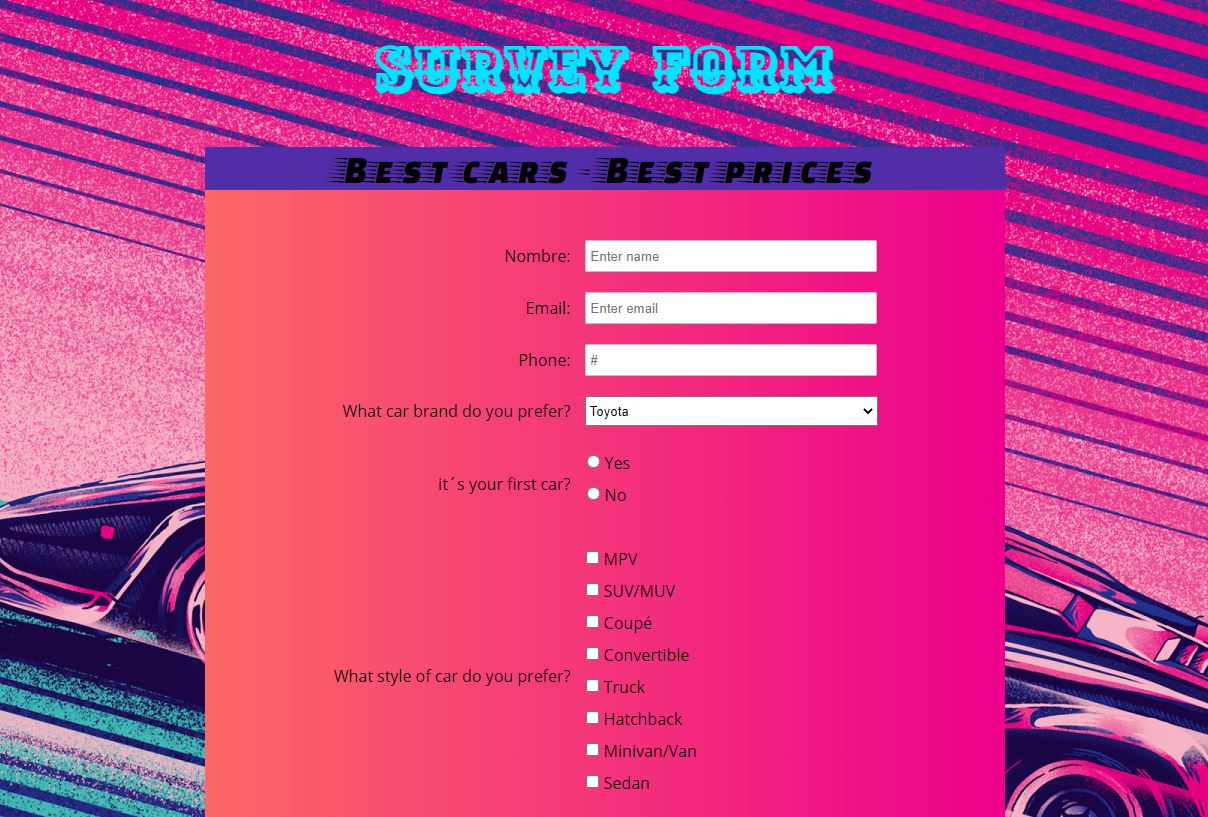 SURVEY FORM
BEST CARS - BEST PRICES
Nombre: Enter name
Email: Enter email
Phone: #
What car brand do you prefer? Toyota
it´s your first car?
Yes
No
What style of car do you prefer?
MPV
SUV/MUV
Coupé
Convertible
Truck
Hatchback
Minivan/Van
Sedan